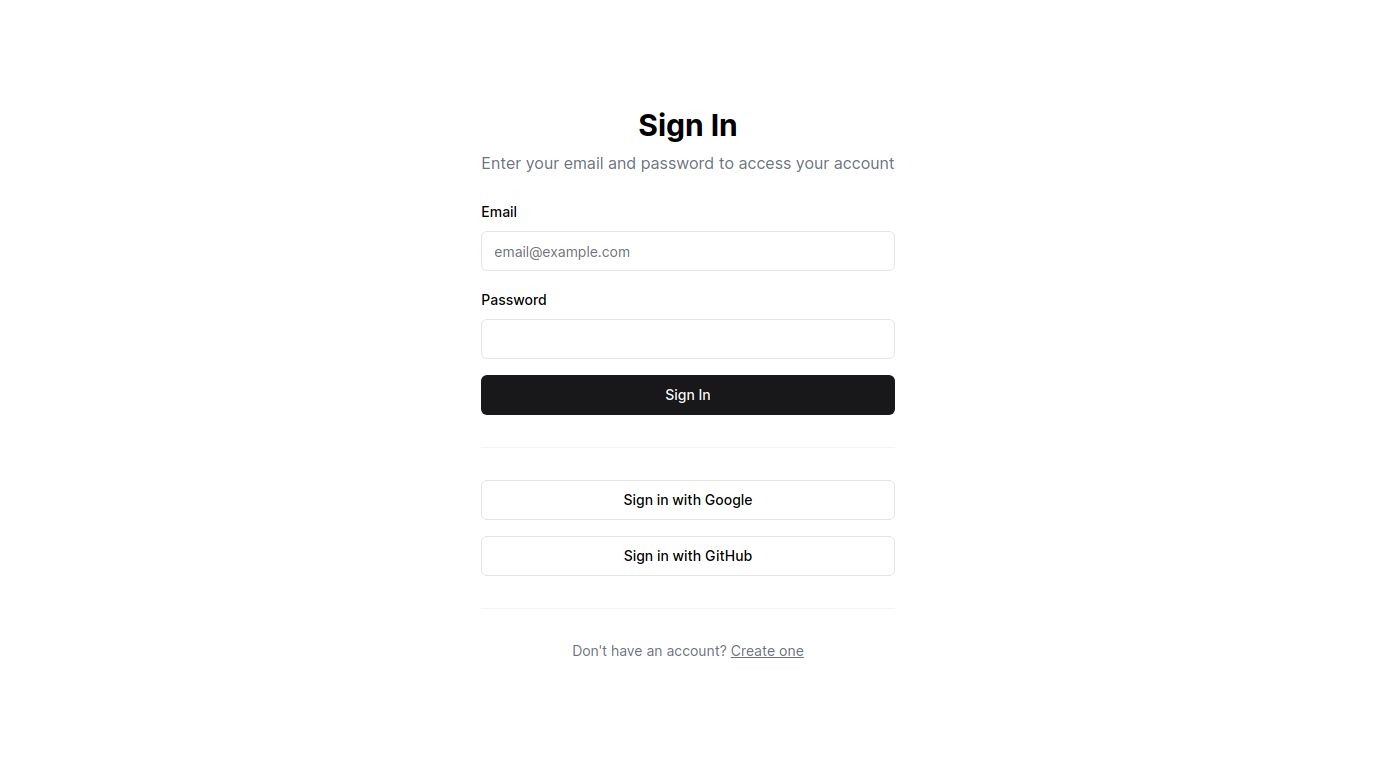 Sign In
Enter your email and password to access your account
Email
email@example.com
Password
Sign In
Sign in with Google
Sign in with GitHub
Don't have an account? Create one